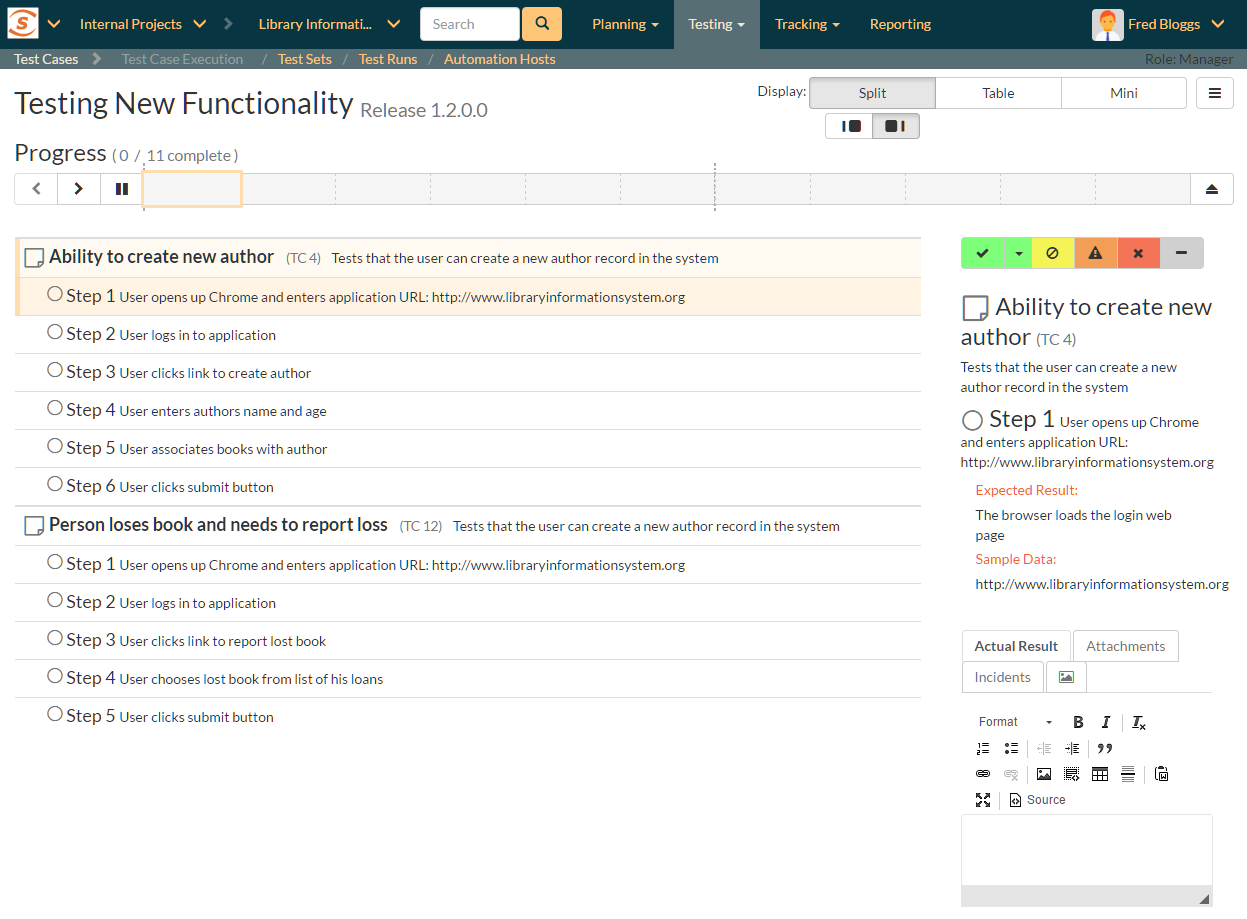 S Internal Projects Library Informati... Search Planning Testing Tracking Reporting Fred Bloggs
Test Cases Test Case Execution / Test Sets / Test Runs / Automation Hosts Role: Manager
Testing New Functionality Release 1.2.0.0
Display: Split Table Mini
Progress ( 0 / 11 complete )
Ability to create new author (TC 4) Tests that the user can create a new author record in the system
Step 1 User opens up Chrome and enters application URL: http://www.libraryinformationsystem.org
Step 2 User logs in to application
Step 3 User clicks link to create author
Step 4 User enters authors name and age
Step 5 User associates books with author
Step 6 User clicks submit button
Person loses book and needs to report loss (TC 12) Tests that the user can create a new author record in the system
Step 1 User opens up Chrome and enters application URL: http://www.libraryinformationsystem.org
Step 2 User logs in to application
Step 3 User clicks link to report lost book
Step 4 User chooses lost book from list of his loans
Step 5 User clicks submit button
Ability to create new
author (TC 4)
Tests that the user can create a new
author record in the system
Step 1 User opens up Chrome
and enters application URL:
http://www.libraryinformationsystem.org
Expected Result:
The browser loads the login web
page
Sample Data:
http://www.libraryinformationsystem.org
Actual Result Attachments
Incidents
Format B I Tx
Source